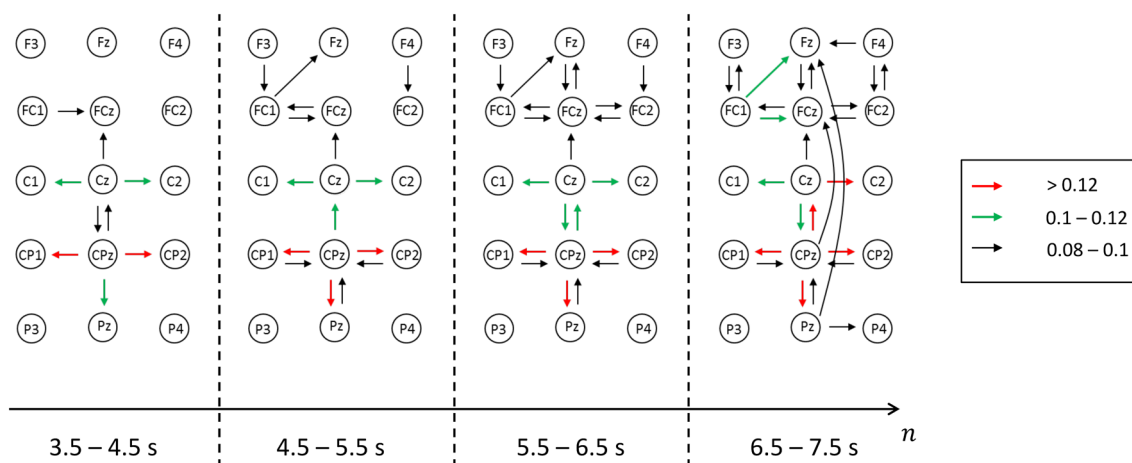 F3 Fz F4 F3 Fz F4 F3 Fz F4 F3 Fz F4
FC1 FCz FC2 FC1 FCz FC2 FC1 FCz FC2 FC1 FCz FC2
C1 Cz C2 C1 Cz C2 C1 Cz C2 C1 Cz C2
CP1 CPz CP2 CP1 CPz CP2 CP1 CPz CP2 CP1 CPz CP2
P3 Pz P4 P3 Pz P4 P3 Pz P4 P3 Pz P4
> 0.12
0.1 – 0.12
0.08 – 0.1
3.5 – 4.5 s 4.5 – 5.5 s 5.5 – 6.5 s 6.5 – 7.5 s n